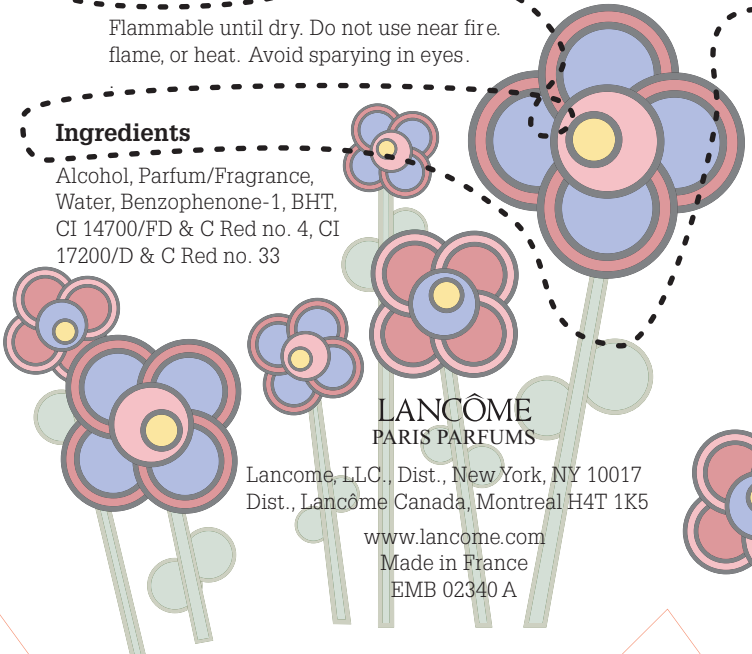 Flammable until dry. Do not use near fire.
flame, or heat. Avoid sparying in eyes.
Ingredients
Alcohol, Parfum/Fragrance,
Water, Benzophenone-1, BHT,
CI 14700/FD & C Red no. 4, CI
17200/D & C Red no. 33
LANCÔME
PARIS PARFUMS
Lancome, LLC., Dist., New York, NY 10017
Dist., Lancôme Canada, Montreal H4T 1K5
www.lancome.com
Made in France
EMB 02340 A